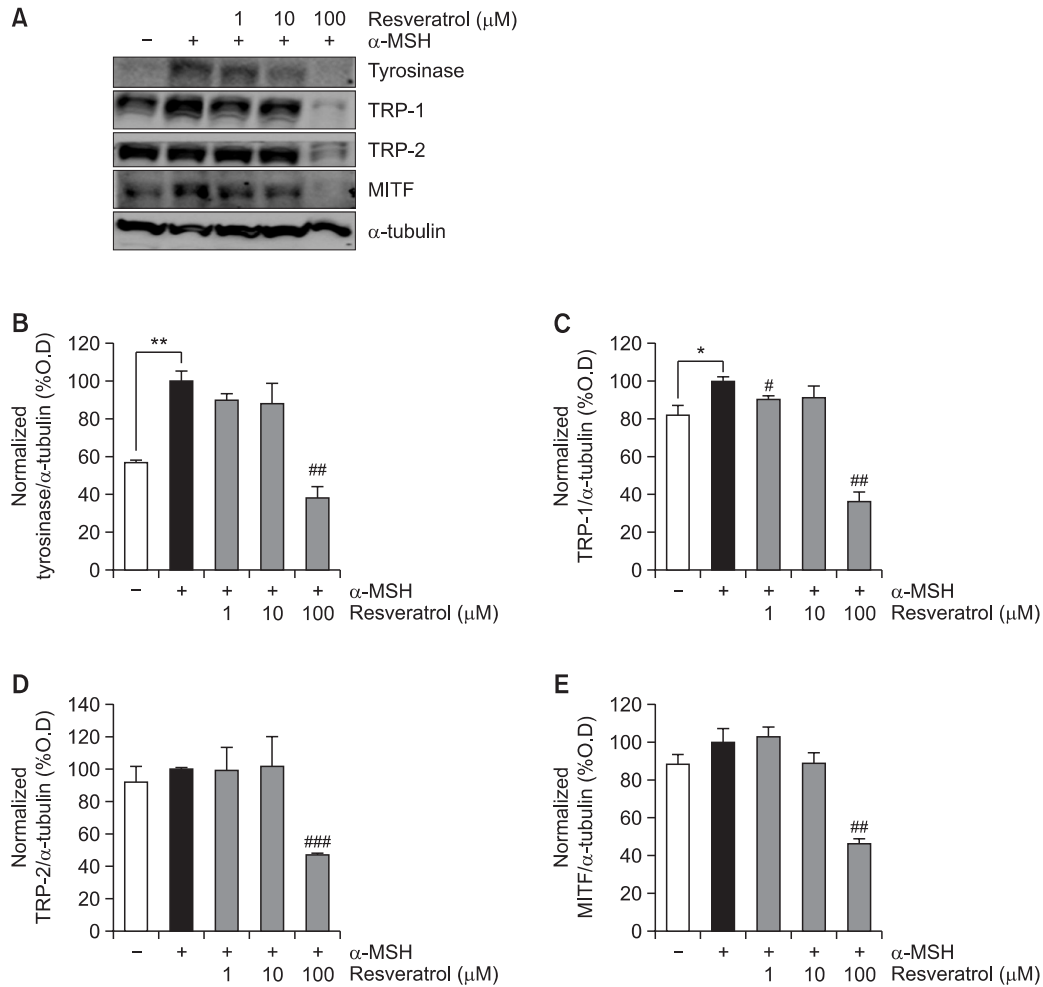 A
1 10 100 Resveratrol (μM)
– + + + + α-MSH
Tyrosinase
TRP-1
TRP-2
MITF
α-tubulin
B
Normalized
tyrosinase/α-tubulin (%O.D)
120
100
80
60
40
20
0
**
##
– + + + + α-MSH
1 10 100 Resveratrol (μM)
C
Normalized
TRP-1/α-tubulin (%O.D)
120
100
80
60
40
20
0
*
#
##
– + + + + α-MSH
1 10 100 Resveratrol (μM)
D
Normalized
TRP-2/α-tubulin (%O.D)
140
120
100
80
60
40
20
0
###
– + + + + α-MSH
1 10 100 Resveratrol (μM)
E
Normalized
MITF/α-tubulin (%O.D)
120
100
80
60
40
20
0
##
– + + + + α-MSH
1 10 100 Resveratrol (μM)